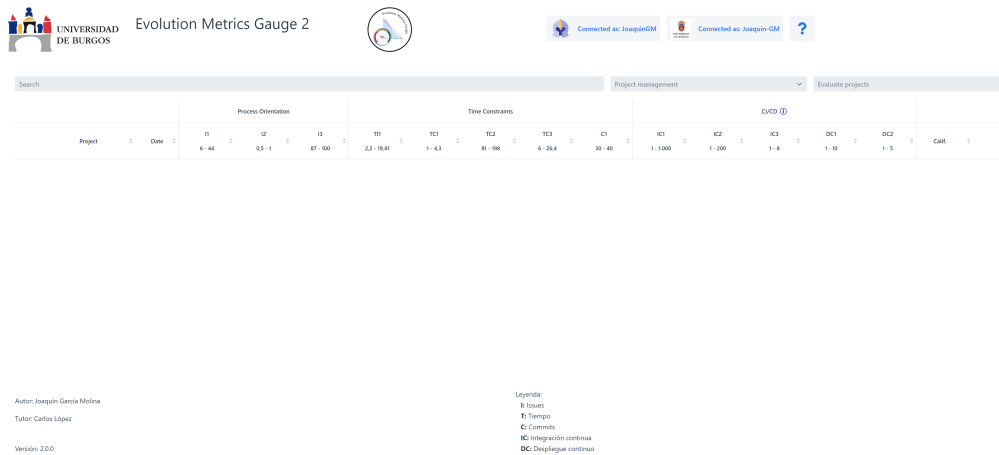 UNIVERSIDAD
DE BURGOS
Evolution Metrics Gauge 2
Connected as: JoaquinGM
Connected as: Joaquin-GM
?
Search
Project management
Evaluate projects
Process Orientation
Time Constraints
CI/CD
Project
Date
I1
I2
I3
TI1
TC1
TC2
TC3
C1
IC1
IC2
IC3
DC1
DC2
Calif.
6 - 44
0,5 - 1
87 - 100
2,2 - 19,41
1 - 4,3
81 - 198
6 - 26,4
30 - 40
1 - 1.000
1 - 200
1 - 8
1 - 10
1 - 5
Autor: Joaquín García Molina
Tutor: Carlos López
Versión: 2.0.0
Leyenda:
I: Issues
T: Tiempo
C: Commits
IC: Integración continua
DC: Despliegue continuo